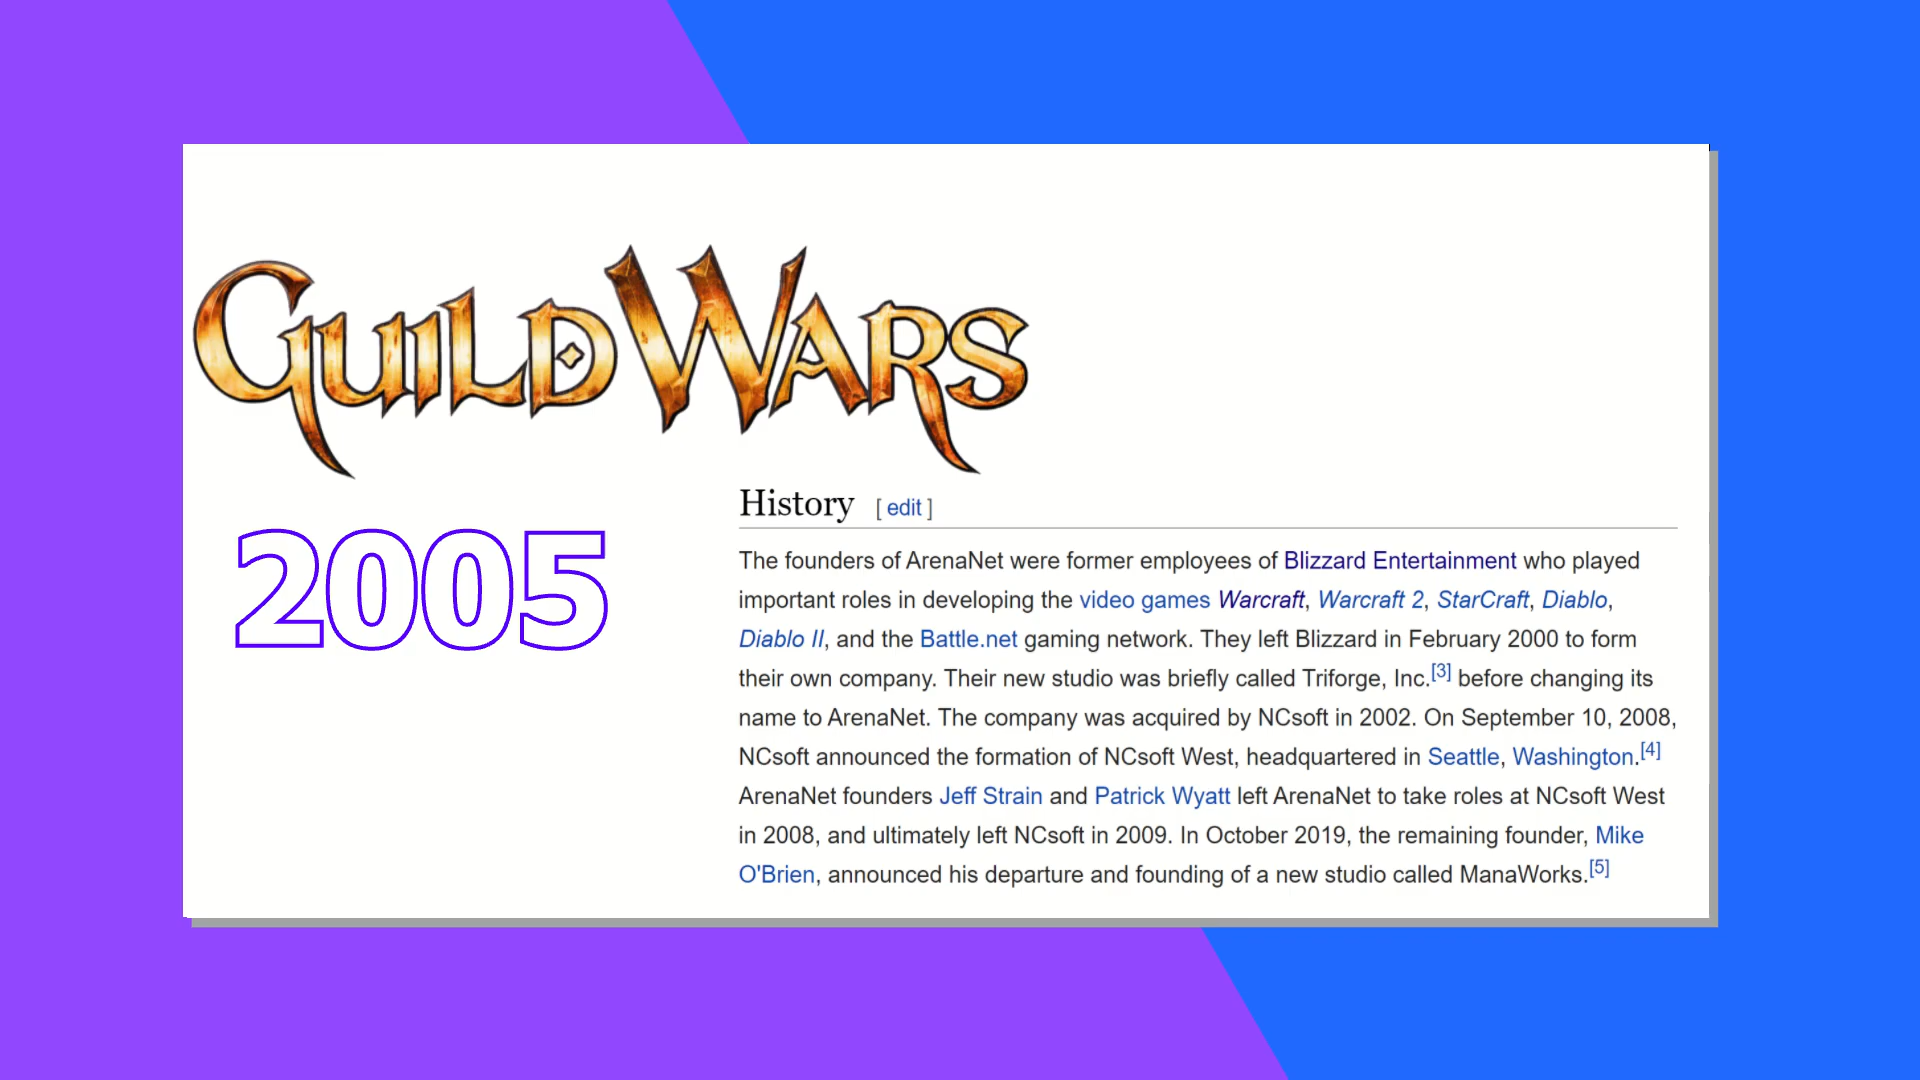 GUILD WARS
2005
History [ edit ]
The founders of ArenaNet were former employees of Blizzard Entertainment who played
important roles in developing the video games Warcraft, Warcraft 2, StarCraft, Diablo,
Diablo II, and the Battle.net gaming network. They left Blizzard in February 2000 to form
their own company. Their new studio was briefly called Triforge, Inc.[3] before changing its
name to ArenaNet. The company was acquired by NCsoft in 2002. On September 10, 2008,
NCsoft announced the formation of NCsoft West, headquartered in Seattle, Washington.[4]
ArenaNet founders Jeff Strain and Patrick Wyatt left ArenaNet to take roles at NCsoft West
in 2008, and ultimately left NCsoft in 2009. In October 2019, the remaining founder, Mike
O'Brien, announced his departure and founding of a new studio called ManaWorks.[5]